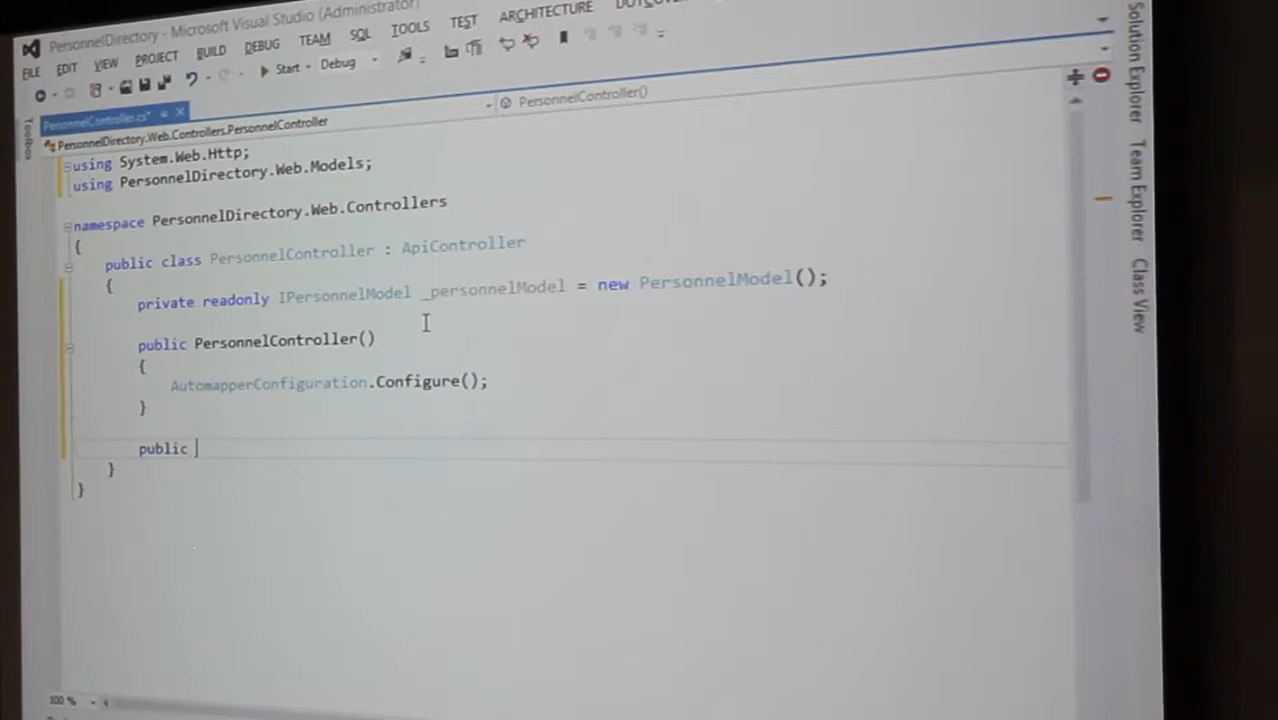 PersonnelDirectory - Microsoft Visual Studio (Administrator)
FILE EDIT VIEW PROJECT BUILD DEBUG TEAM SQL TOOLS TEST ARCHITECTURE
Start Debug
PersonnelController.cs*
PersonnelDirectory.Web.Controllers.PersonnelController
PersonnelController()
Toolbox
using System.Web.Http;
using PersonnelDirectory.Web.Models;
namespace PersonnelDirectory.Web.Controllers
{
public class PersonnelController : ApiController
{
private readonly IPersonnelModel _personnelModel = new PersonnelModel();
public PersonnelController()
{
AutomapperConfiguration.Configure();
}
public
}
}
100 %
Solution Explorer
Team Explorer
Class View